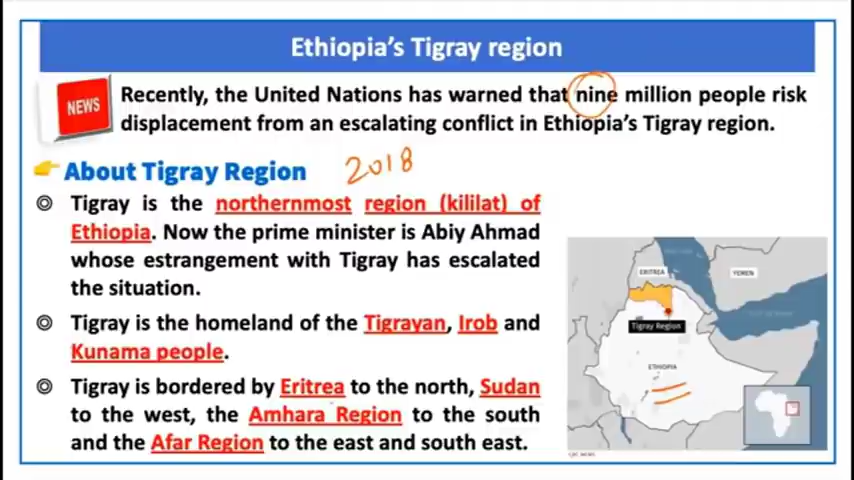 Ethiopia's Tigray region
NEWS
Recently, the United Nations has warned that nine million people risk
displacement from an escalating conflict in Ethiopia's Tigray region.
About Tigray Region 2018
Tigray is the northernmost region (kililat) of
Ethiopia. Now the prime minister is Abiy Ahmad
whose estrangement with Tigray has escalated
the situation.
Tigray is the homeland of the Tigrayan, Irob and
Kunama people.
Tigray is bordered by Eritrea to the north, Sudan
to the west, the Amhara Region to the south
and the Afar Region to the east and south east.
ERITREA
YEMEN
Tigray Region
ETHIOPIA